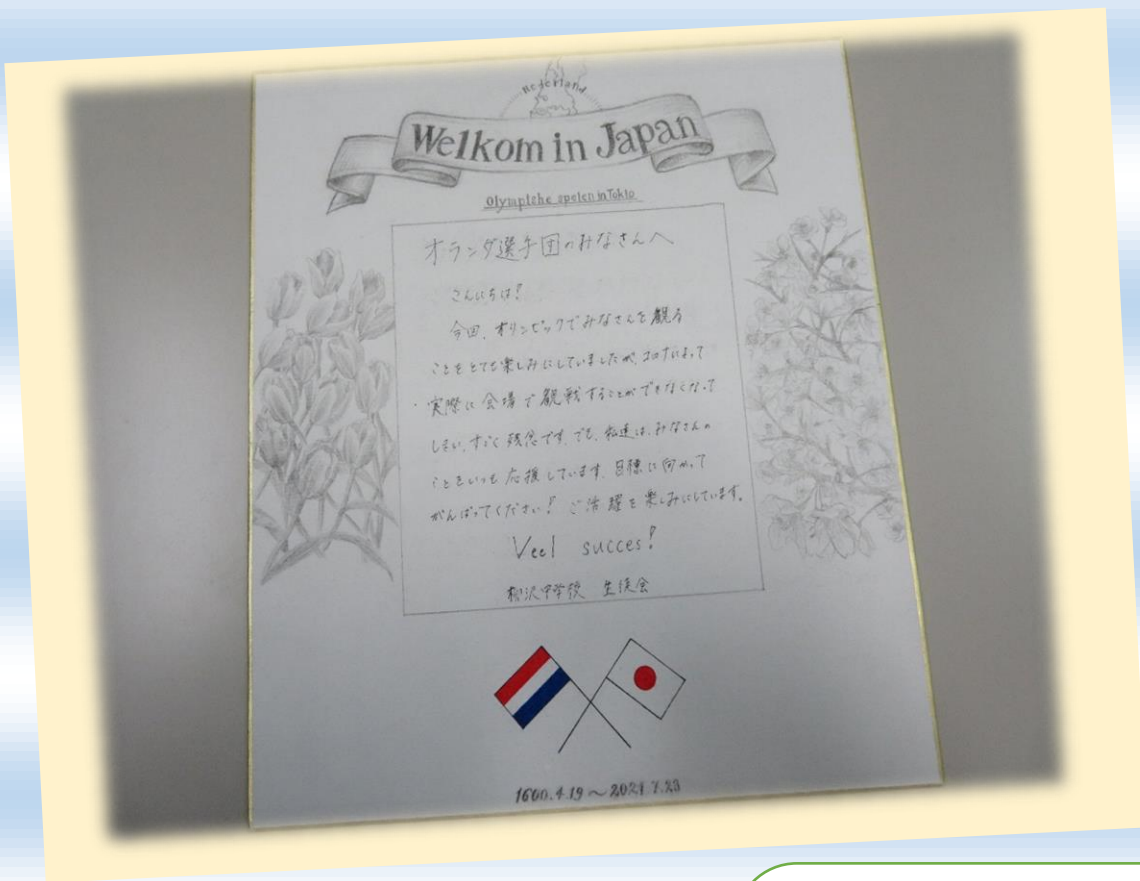 Nederland
Welkom in Japan
Olympishe spelen in Tokio
オランダ選手団のみなさんへ
こんにちは!
今回、オリンピックでみなさんを観る
ことをとても楽しみにしていましたが、コロナによって
実際に会場で観戦することができなくなって
しまい、すごく残念です。でも、私達は、みなさんの
ことをいつも応援しています。目標に向かって
がんばってください! ご活躍を楽しみにしています。
Veel succes!
柳沢中学校 生徒会
1600.4.19～2021.7.23